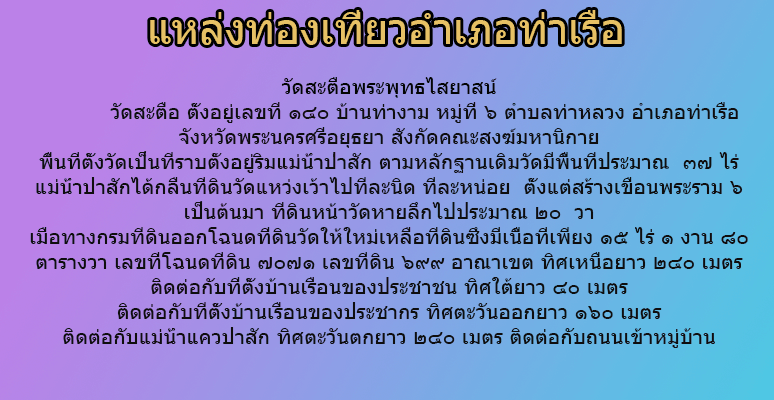 แหล่งท่องเที่ยวอำเภอท่าเรือ
วัดสะตือพระพุทธไสยาสน์
วัดสะตือ ตั้งอยู่เลขที่ ๑๔๐ บ้านท่างาม หมู่ที่ ๖ ตำบลท่าหลวง อำเภอท่าเรือ
จังหวัดพระนครศรีอยุธยา สังกัดคณะสงฆ์มหานิกาย
พื้นที่ตั้งวัดเป็นที่ราบตั้งอยู่ริมแม่น้ำป่าสัก ตามหลักฐานเดิมวัดมีพื้นที่ประมาณ ๓๗ ไร่
แม่น้ำป่าสักได้กลืนที่ดินวัดแหว่งเว้าไปทีละนิด ทีละหน่อย ตั้งแต่สร้างเขื่อนพระราม ๖
เป็นต้นมา ที่ดินหน้าวัดหายลึกไปประมาณ ๒๐ วา
เมื่อทางกรมที่ดินออกโฉนดที่ดินวัดให้ใหม่เหลือที่ดินซึ่งมีเนื้อที่เพียง ๑๕ ไร่ ๑ งาน ๘๐
ตารางวา เลขที่โฉนดที่ดิน ๗๐๗๑ เลขที่ดิน ๖๙๙ อาณาเขต ทิศเหนือยาว ๒๔๐ เมตร
ติดต่อกับที่ตั้งบ้านเรือนของประชาชน ทิศใต้ยาว ๔๐ เมตร
ติดต่อกับที่ตั้งบ้านเรือนของประชากร ทิศตะวันออกยาว ๑๖๐ เมตร
ติดต่อกับแม่น้ำแควป่าสัก ทิศตะวันตกยาว ๒๔๐ เมตร ติดต่อกับถนนเข้าหมู่บ้าน